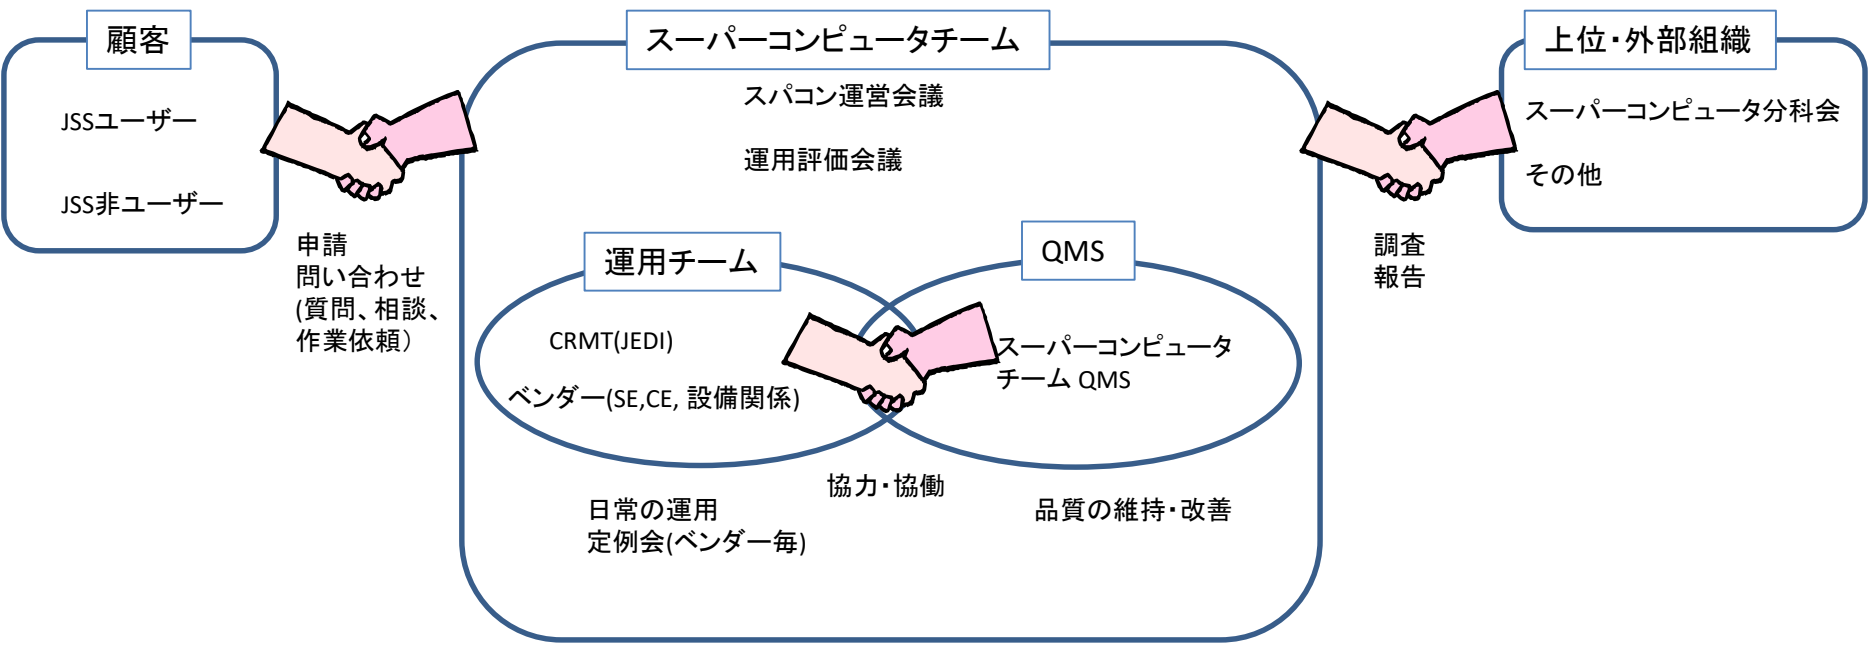 顧客
JSSユーザー
JSS非ユーザー
申請
問い合わせ
(質問、相談、
作業依頼）
スーパーコンピュータチーム
スパコン運営会議
運用評価会議
運用チーム
CRMT(JEDI)
ベンダー(SE,CE, 設備関係)
QMS
スーパーコンピュータ
チーム QMS
協力・協働
日常の運用
定例会(ベンダー毎)
品質の維持・改善
上位・外部組織
スーパーコンピュータ分科会
その他
調査
報告